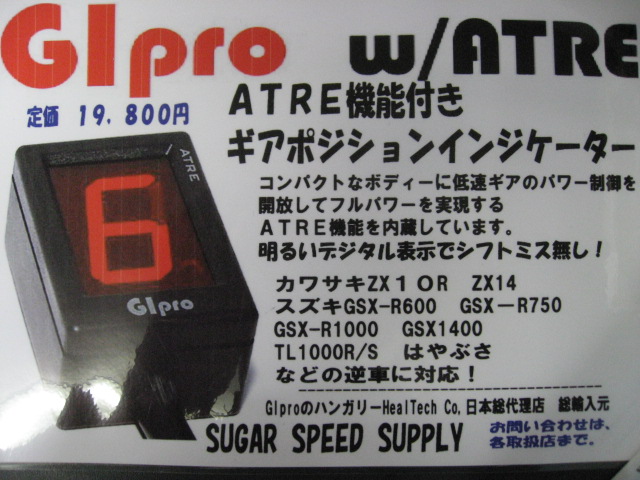 GIpro w/ATRE
定価 19,800円
ATRE機能付き
ギアポジションインジケーター
コンパクトなボディーに低速ギアのパワー制御を
開放してフルパワーを実現する
ATRE機能を内蔵しています。
明るいデジタル表示でシフトミス無し！
カワサキZX10R ZX14
スズキGSX-R600 GSX-R750
GSX-R1000 GSX1400
TL1000R/S はやぶさ
などの逆車に対応！
ATRE
6
GIpro
GIproのハンガリーHealTech Co,日本総代理店 総輸入元
SUGAR SPEED SUPPLY
お問い合わせは、
各取扱店まで。